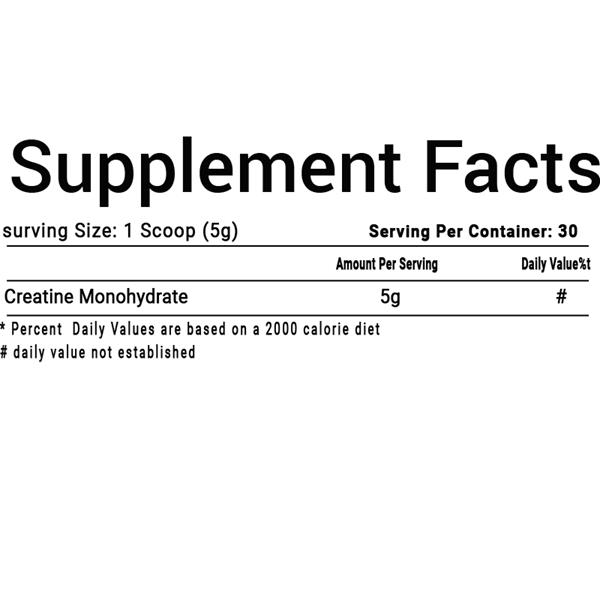 Supplement Facts
surving Size: 1 Scoop (5g) Serving Per Container: 30
Amount Per Serving Daily Value%t
Creatine Monohydrate 5g #
* Percent Daily Values are based on a 2000 calorie diet
# daily value not established